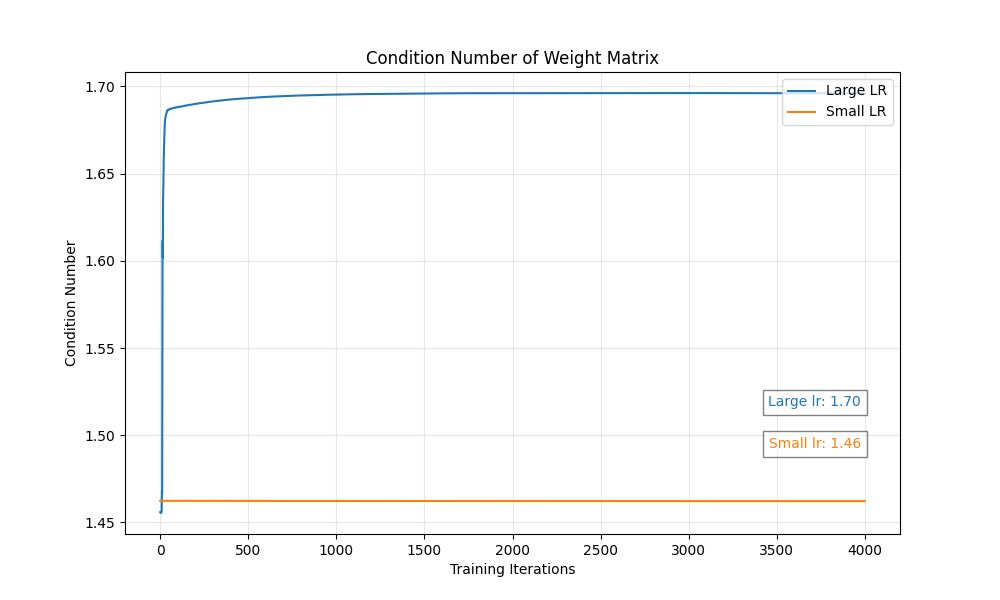 Condition Number of Weight Matrix
1.70
1.65
1.60
1.55
1.50
1.45
Condition Number
Large LR
Small LR
Large lr: 1.70
Small lr: 1.46
0 500 1000 1500 2000 2500 3000 3500 4000
Training Iterations